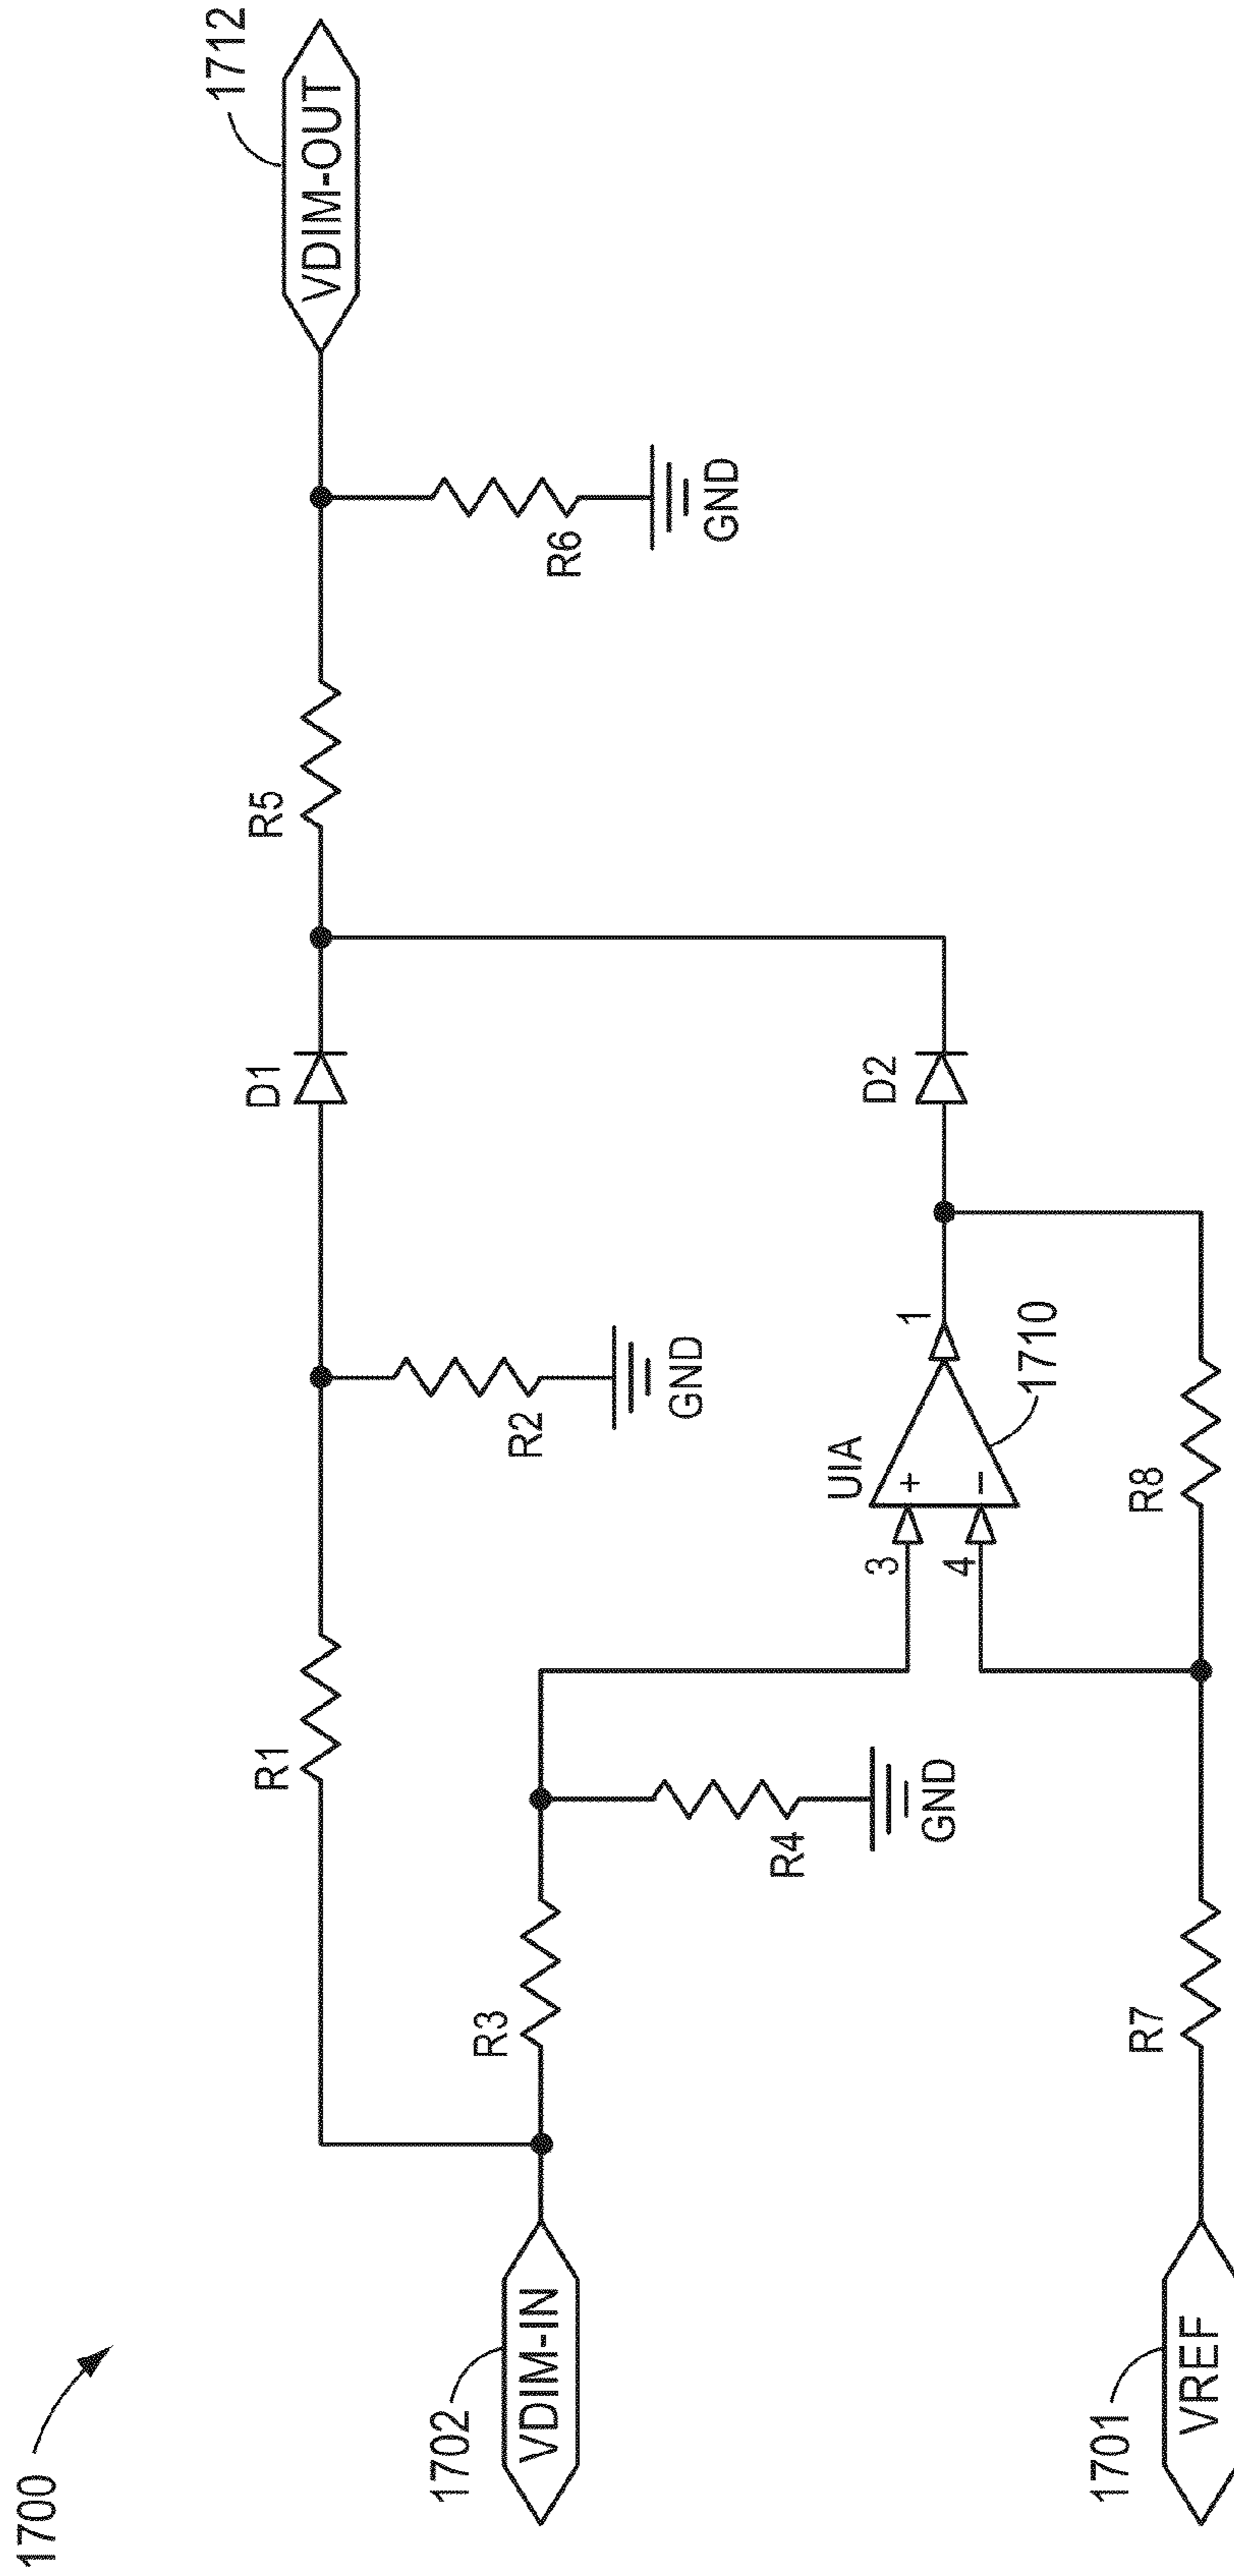 1700
1702
VDIM-IN
1701
VREF
R1
R3
R4
GND
R7
R2
GND
UIA
+
−
3
4
1
1710
R8
D1
D2
R5
R6
GND
1712
VDIM-OUT